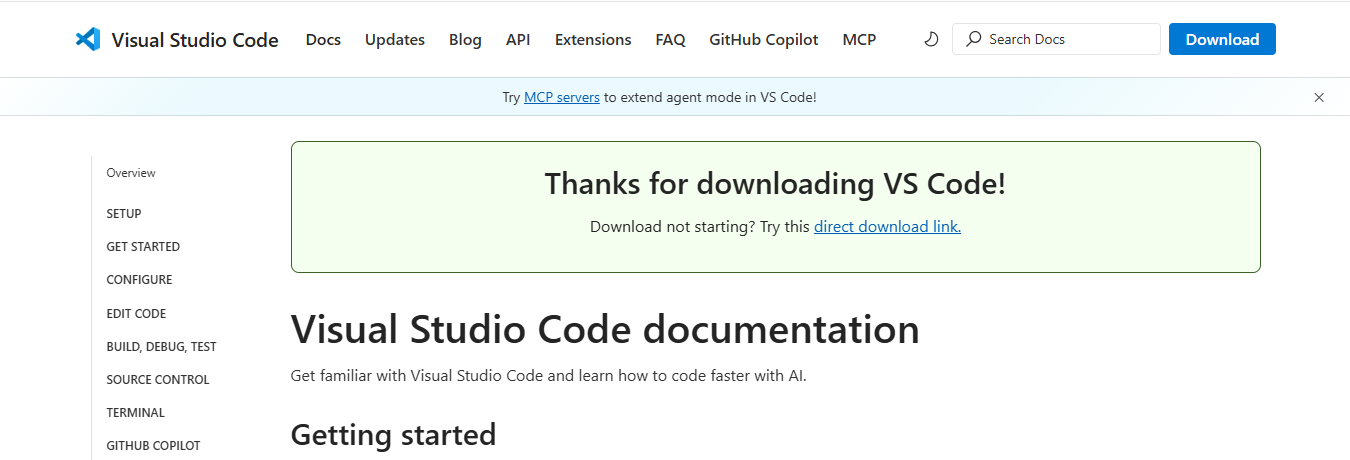 Visual Studio Code Docs Updates Blog API Extensions FAQ GitHub Copilot MCP Search Docs Download
Try MCP servers to extend agent mode in VS Code!
Overview
SETUP
GET STARTED
CONFIGURE
EDIT CODE
BUILD, DEBUG, TEST
SOURCE CONTROL
TERMINAL
GITHUB COPILOT
Thanks for downloading VS Code!
Download not starting? Try this direct download link.
Visual Studio Code documentation
Get familiar with Visual Studio Code and learn how to code faster with AI.
Getting started